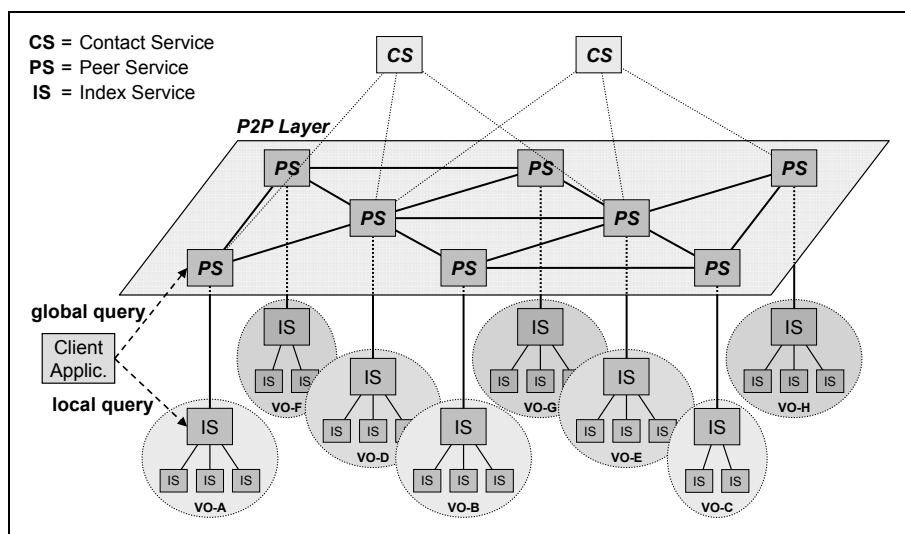 CS = Contact Service
PS = Peer Service
IS = Index Service
CS
CS
P2P Layer
PS
PS
PS
PS
PS
PS
PS
PS
global query
Client
Applic.
local query
IS
IS
IS
VO-F
IS
IS
IS
IS
VO-D
IS
IS
IS
IS
VO-G
IS
IS
IS
IS
VO-E
IS
IS
IS
IS
VO-H
IS
IS
IS
IS
VO-A
IS
IS
IS
IS
VO-B
IS
IS
IS
VO-C